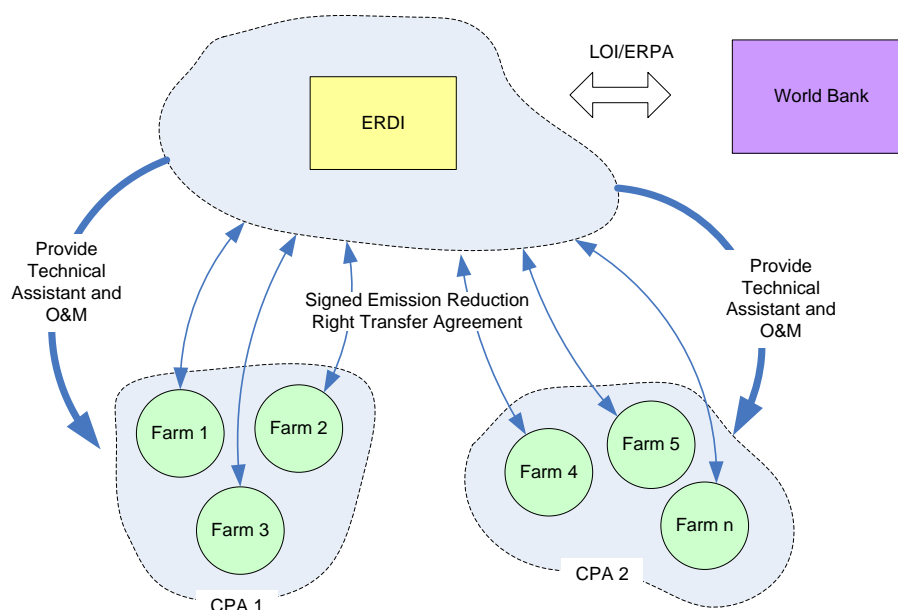 LOI/ERPA
ERDI
World Bank
Provide
Technical
Assistant and
O&M
Signed Emission Reduction
Right Transfer Agreement
Provide
Technical
Assistant and
O&M
Farm 1
Farm 2
Farm 3
Farm 4
Farm 5
Farm n
CPA 1
CPA 2